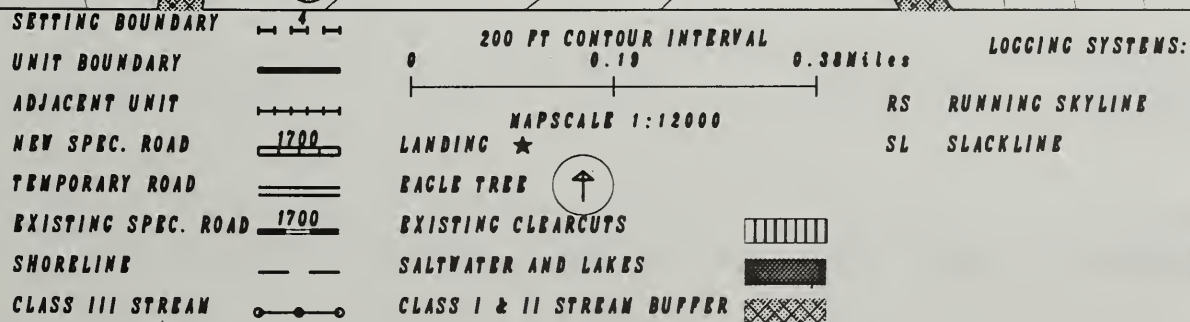 SETTING BOUNDARY 4
UNIT BOUNDARY
ADJACENT UNIT
NEW SPEC. ROAD 1700
TEMPORARY ROAD
EXISTING SPEC. ROAD 1700
SHORELINE
CLASS III STREAM
200 FT CONTOUR INTERVAL
0 0.19 0.38Miles
MAPSCALE 1:12000
LANDING ★
EAGLE TREE
EXISTING CLEARCUTS
SALTWATER AND LAKES
CLASS I & II STREAM BUFFER
LOGGING SYSTEMS:
RS RUNNING SKYLINE
SL SLACKLINE